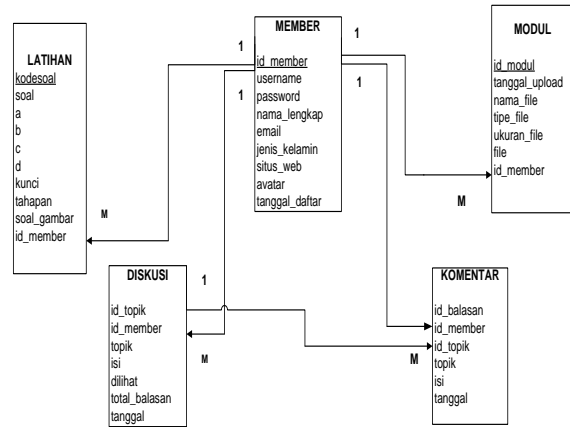 LATIHAN
kodesoal
soal
a
b
c
d
kunci
tahapan
soal_gambar
id_member
MEMBER
id_member
username
password
nama_lengkap
email
jenis_kelamin
situs_web
avatar
tanggal_daftar
MODUL
id_modul
tanggal_upload
nama_file
tipe_file
ukuran_file
file
id_member
1
1
1
1
M
M
DISKUSI
id_topik
id_member
topik
isi
dilihat
total_balasan
tanggal
1
M
M
KOMENTAR
id_balasan
id_member
id_topik
topik
isi
tanggal